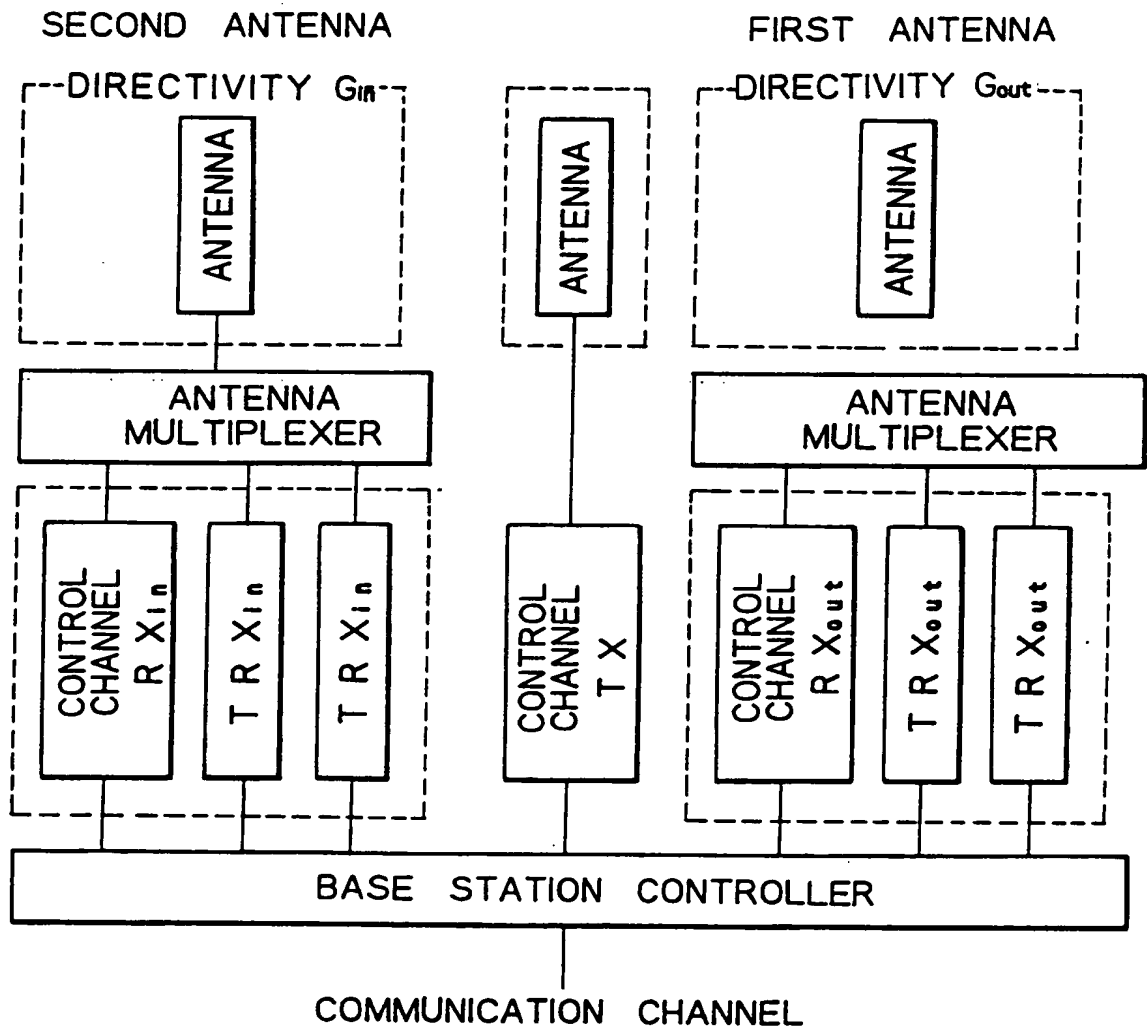 SECOND ANTENNA
FIRST ANTENNA
DIRECTIVITY Gin
DIRECTIVITY Gout
ANTENNA
ANTENNA
ANTENNA
ANTENNA
MULTIPLEXER
ANTENNA
MULTIPLEXER
CONTROL
CHANNEL
R Xin
T R Xin
T R Xin
CONTROL
CHANNEL
T X
CONTROL
CHANNEL
R Xout
T R Xout
T R Xout
BASE STATION CONTROLLER
COMMUNICATION CHANNEL